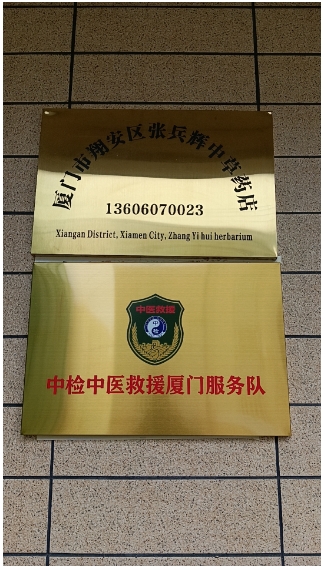 厦门市翔安区张兵辉中草药店
13606070023
Xiangan District, Xiamen City, Zhang Yi hui herbarium
中医救援
中检中医救援厦门服务队